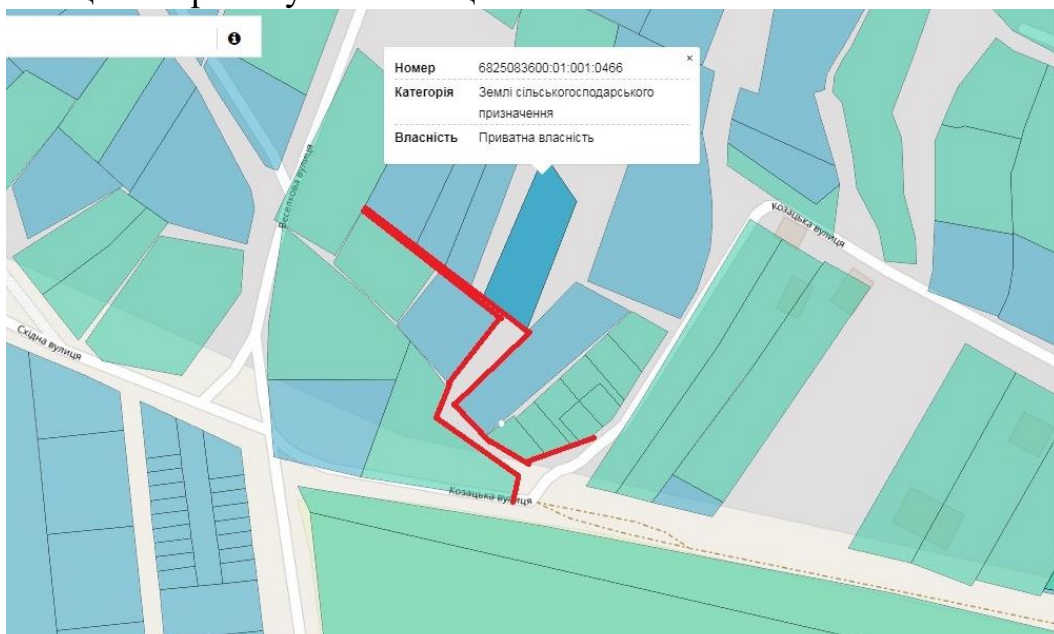 Номер 6825083600:01:001:0466
Категорія Землі сільськогосподарського
призначення
Власність Приватна власність
Веселкова вулиця
Козацька вулиця
Східна вулиця
Козацька вулиця